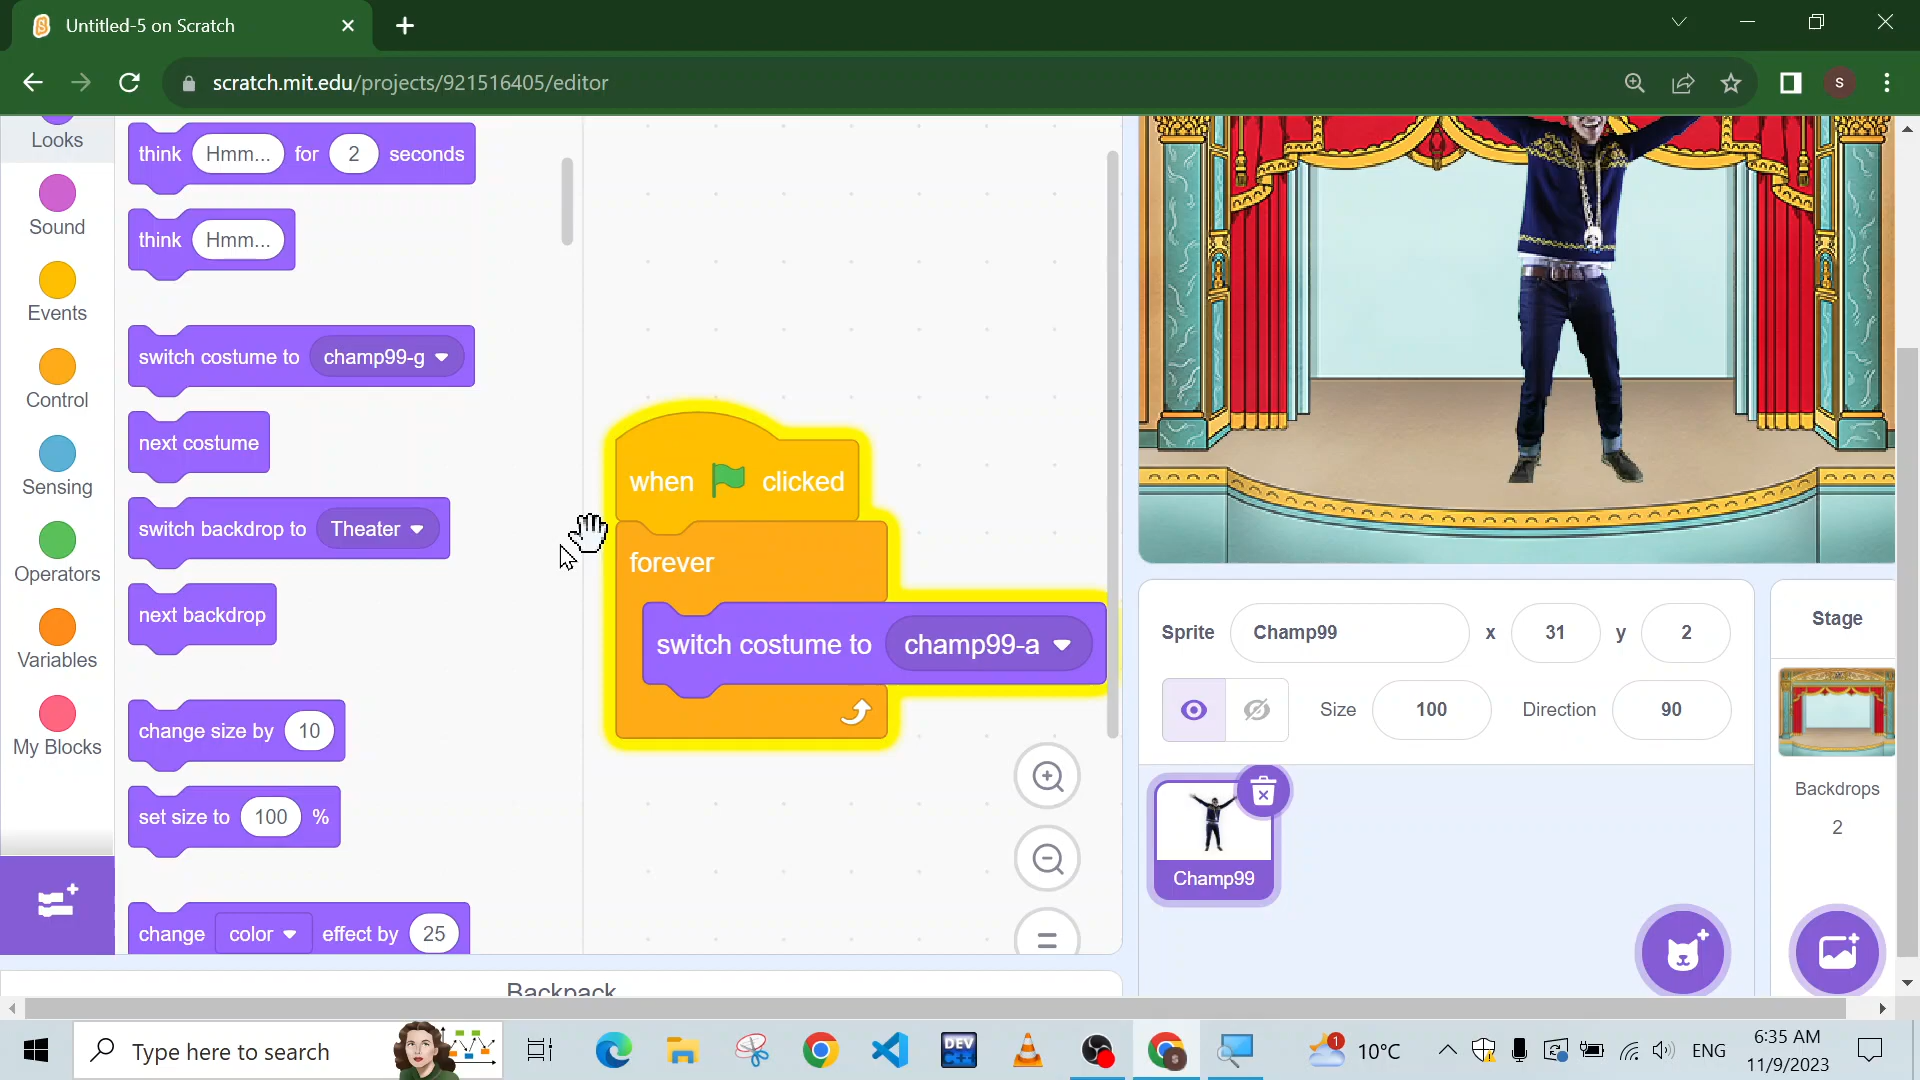 Untitled-5 on Scratch
scratch.mit.edu/projects/921516405/editor
S
Looks
Sound
Events
Control
Sensing
Operators
Variables
My Blocks
think Hmm... for 2 seconds
think Hmm...
switch costume to champ99-g
next costume
switch backdrop to Theater
next backdrop
change size by 10
set size to 100 %
change color effect by 25
when clicked
forever
switch costume to champ99-a
Backpack
Sprite Champ99 x 31 y 2
Size 100 Direction 90
Champ99
Stage
Backdrops
2
Type here to search
DEV
C++
S
1
10°C
ENG
6:35 AM
11/9/2023